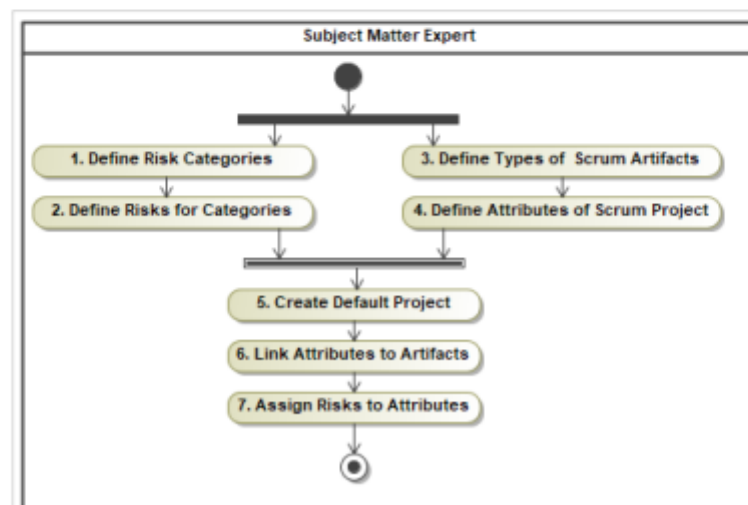 Subject Matter Expert
1. Define Risk Categories
3. Define Types of Scrum Artifacts
2. Define Risks for Categories
4. Define Attributes of Scrum Project
5. Create Default Project
6. Link Attributes to Artifacts
7. Assign Risks to Attributes